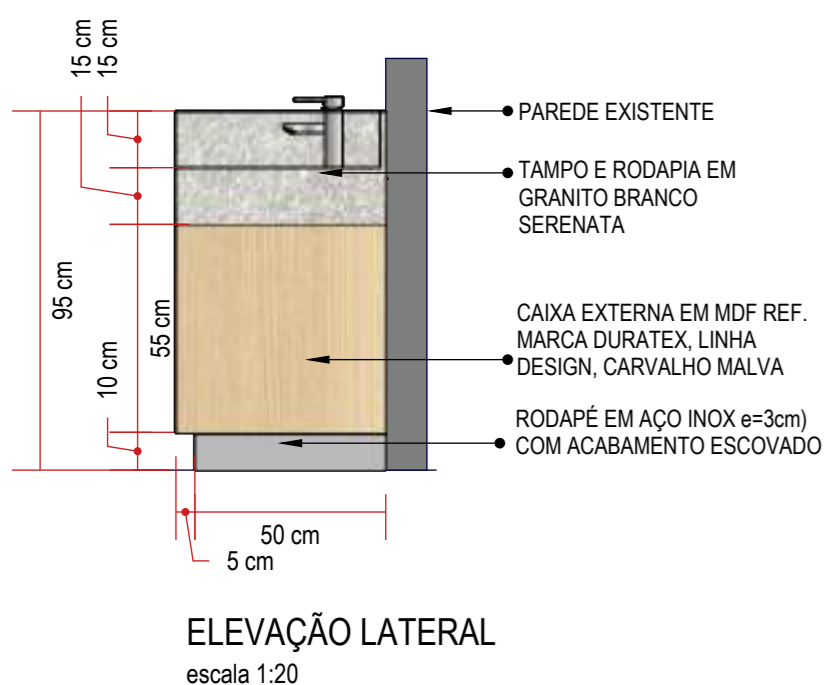 15 cm
15 cm
95 cm
10 cm
55 cm
50 cm
5 cm
PAREDE EXISTENTE
TAMPO E RODAPIA EM
GRANITO BRANCO
SERENATA
CAIXA EXTERNA EM MDF REF.
MARCA DURATEX, LINHA
DESIGN, CARVALHO MALVA
RODAPÉ EM AÇO INOX e=3cm)
COM ACABAMENTO ESCOVADO
ELEVAÇÃO LATERAL
escala 1:20